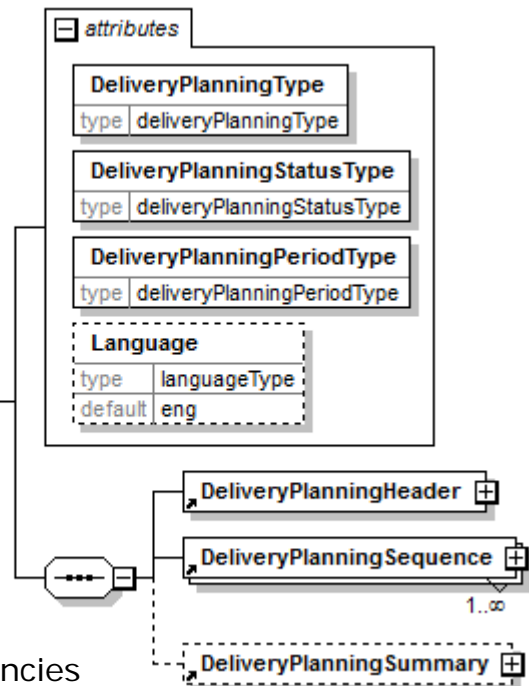 attributes
DeliveryPlanningType
type deliveryPlanningType
DeliveryPlanningStatusType
type deliveryPlanningStatusType
DeliveryPlanningPeriodType
type deliveryPlanningPeriodType
Language
type languageType
default eng
DeliveryPlanningHeader
DeliveryPlanningSequence
1..∞
DeliveryPlanningSummary
ncies